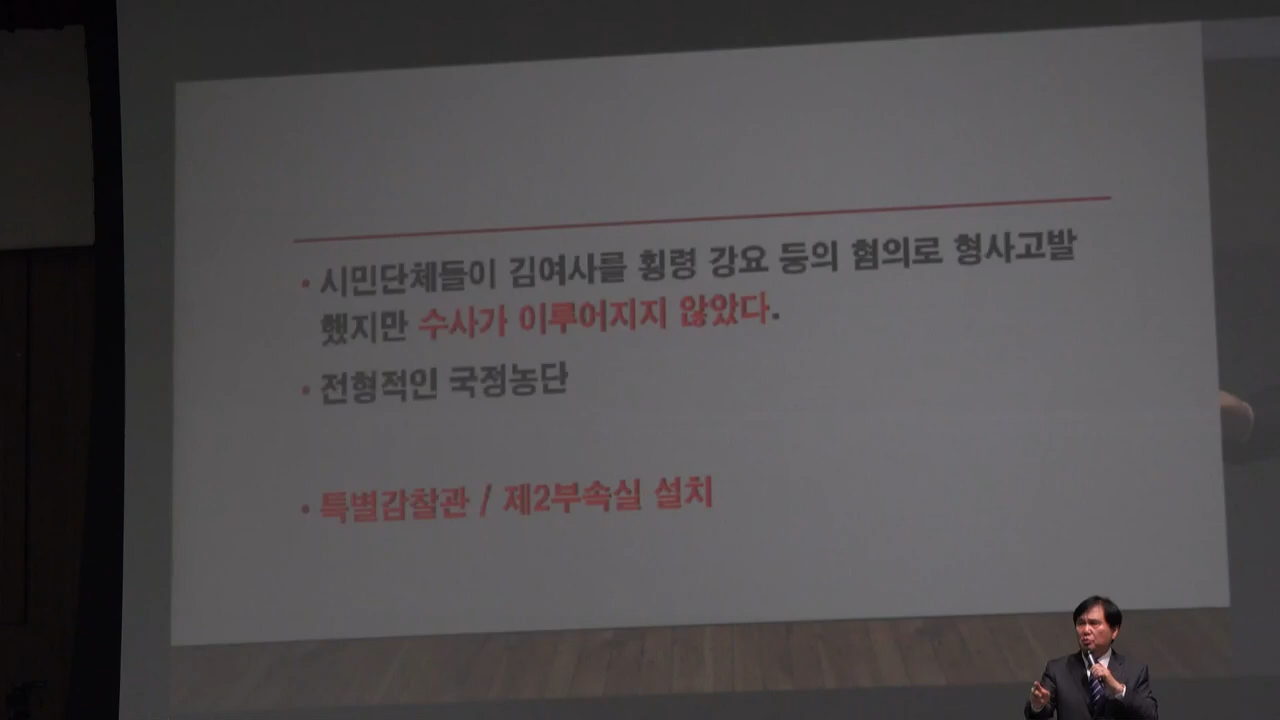 • 시민단체들이 김여사를 횡령 강요 등의 혐의로 형사고발
했지만 수사가 이루어지지 않았다.
• 전형적인 국정농단
• 특별감찰관 / 제2부속실 설치